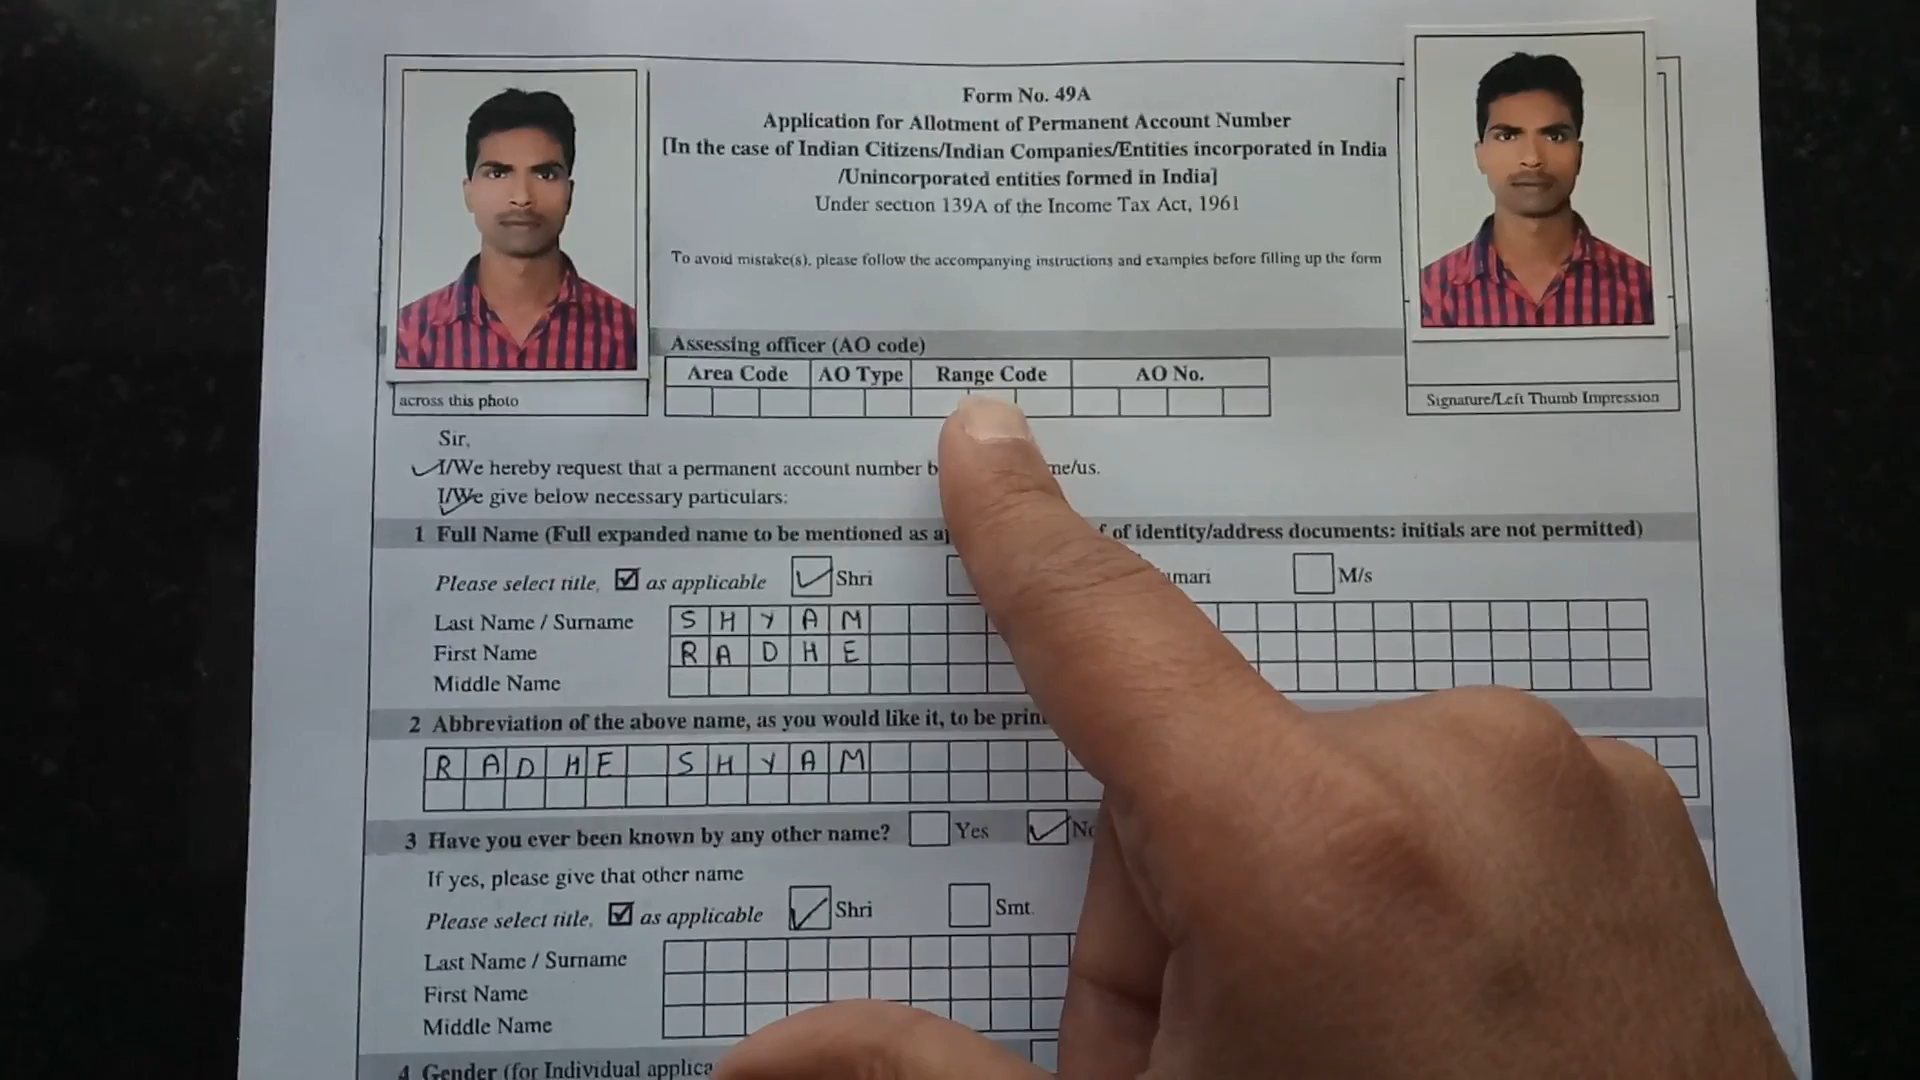 Form No. 49A
Application for Allotment of Permanent Account Number
[In the case of Indian Citizens/Indian Companies/Entities incorporated in India
/Unincorporated entities formed in India]
Under section 139A of the Income Tax Act, 1961
To avoid mistake(s), please follow the accompanying instructions and examples before filling up the form
Assessing officer (AO code)
Area Code AO Type Range Code AO No.
across this photo
Signature/Left Thumb Impression
Sir,
I/We hereby request that a permanent account number me/us.
I/We give below necessary particulars:
1 Full Name (Full expanded name to be mentioned as of identity/address documents: initials are not permitted)
Please select title, ☑ as applicable ✓ Shri M/s
Last Name / Surname SHYAM
First Name RADHE
Middle Name
2 Abbreviation of the above name, as you would like it, to be
RADHE SHYAM
3 Have you ever been known by any other name? Yes ✓ No
If yes, please give that other name
Please select title, ☑ as applicable ✓ Shri Smt.
Last Name / Surname
First Name
Middle Name
4 Gender (for Individual